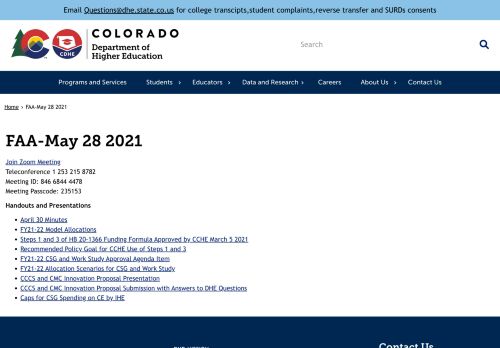 Email Questions@dhe.state.co.us for college transcipts,student complaints,reverse transfer and SURDs consents
COLORADO
Department of
Higher Education
CDHE
Search
Programs and Services
Students
Educators
Data and Research
Careers
About Us
Contact Us
Home > FAA-May 28 2021
FAA-May 28 2021
Join Zoom Meeting
Teleconference 1 253 215 8782
Meeting ID: 846 6844 4478
Meeting Passcode: 235153
Handouts and Presentations
April 30 Minutes
FY21-22 Model Allocations
Steps 1 and 3 of HB 20-1366 Funding Formula Approved by CCHE March 5 2021
Recommended Policy Goal for CCHE Use of Steps 1 and 3
FY21-22 CSG and Work Study Approval Agenda Item
FY21-22 Allocation Scenarios for CSG and Work Study
CCCS and CMC Innovation Proposal Presentation
CCCS and CMC Innovation Proposal Submission with Answers to DHE Questions
Caps for CSG Spending on CE by IHE
Contact Us